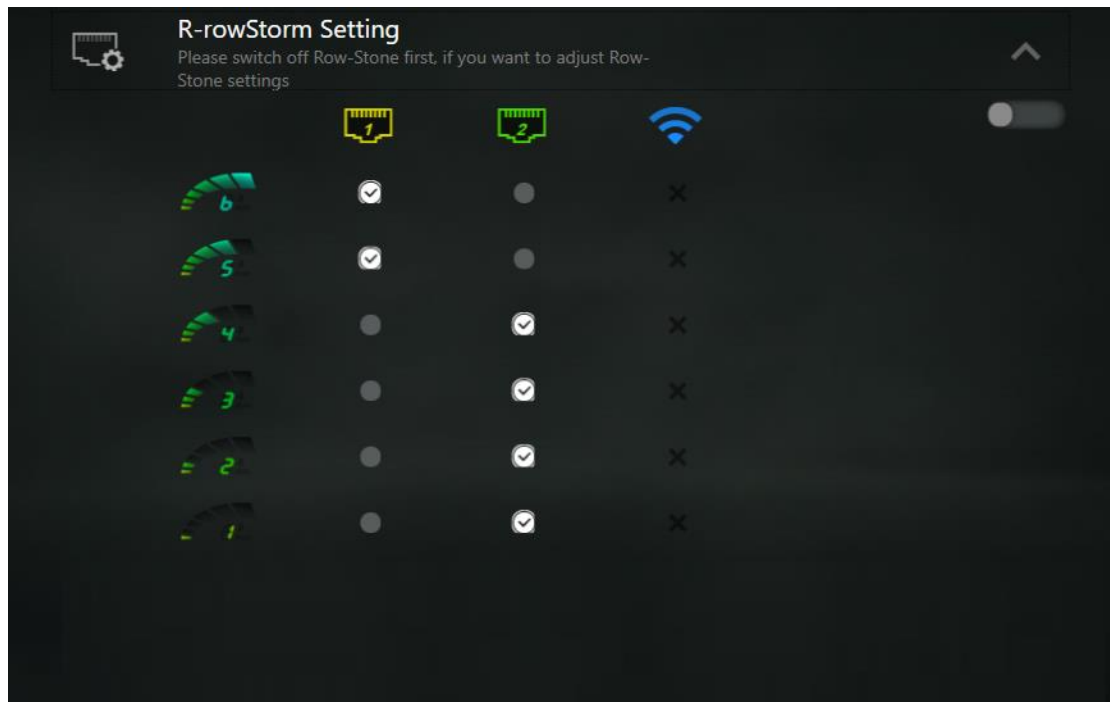 R-rowStorm Setting
Please switch off Row-Stone first, if you want to adjust Row-
Stone settings
1 2
6
5
4
3
2
1